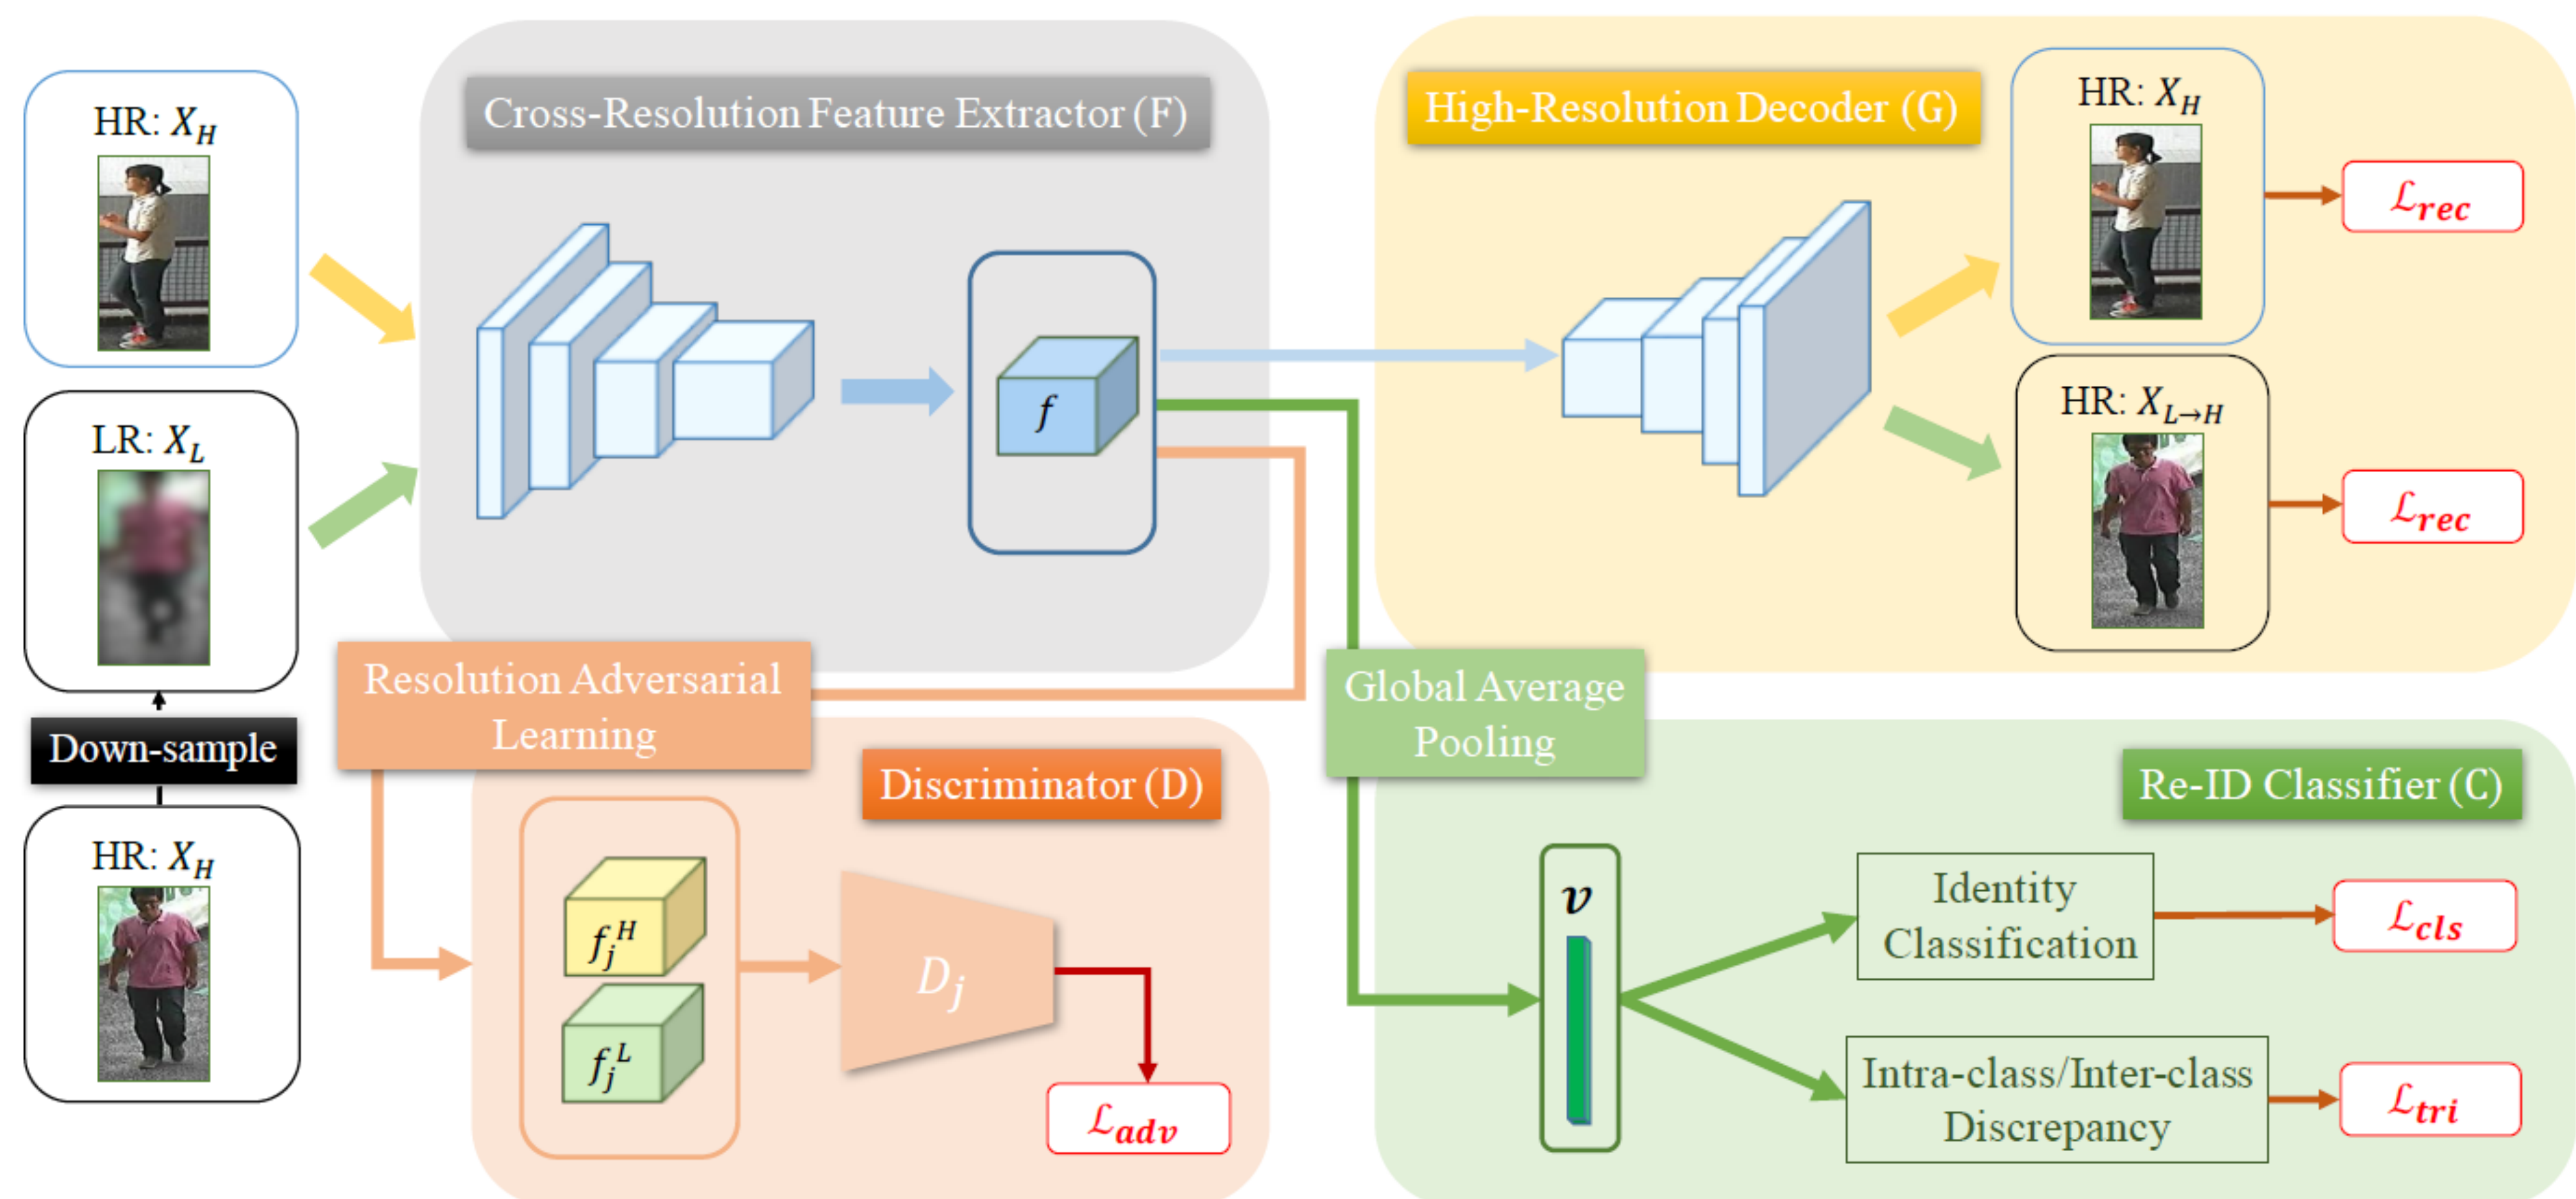 HR: X_H
LR: X_L
Down-sample
HR: X_H
Cross-Resolution Feature Extractor (F)
f
Resolution Adversarial
Learning
Discriminator (D)
f_j^H
f_j^L
D_j
ℒ_adv
High-Resolution Decoder (G)
HR: X_H
ℒ_rec
HR: X_{L→H}
ℒ_rec
Global Average
Pooling
Re-ID Classifier (C)
v
Identity
Classification
ℒ_cls
Intra-class/Inter-class
Discrepancy
ℒ_tri